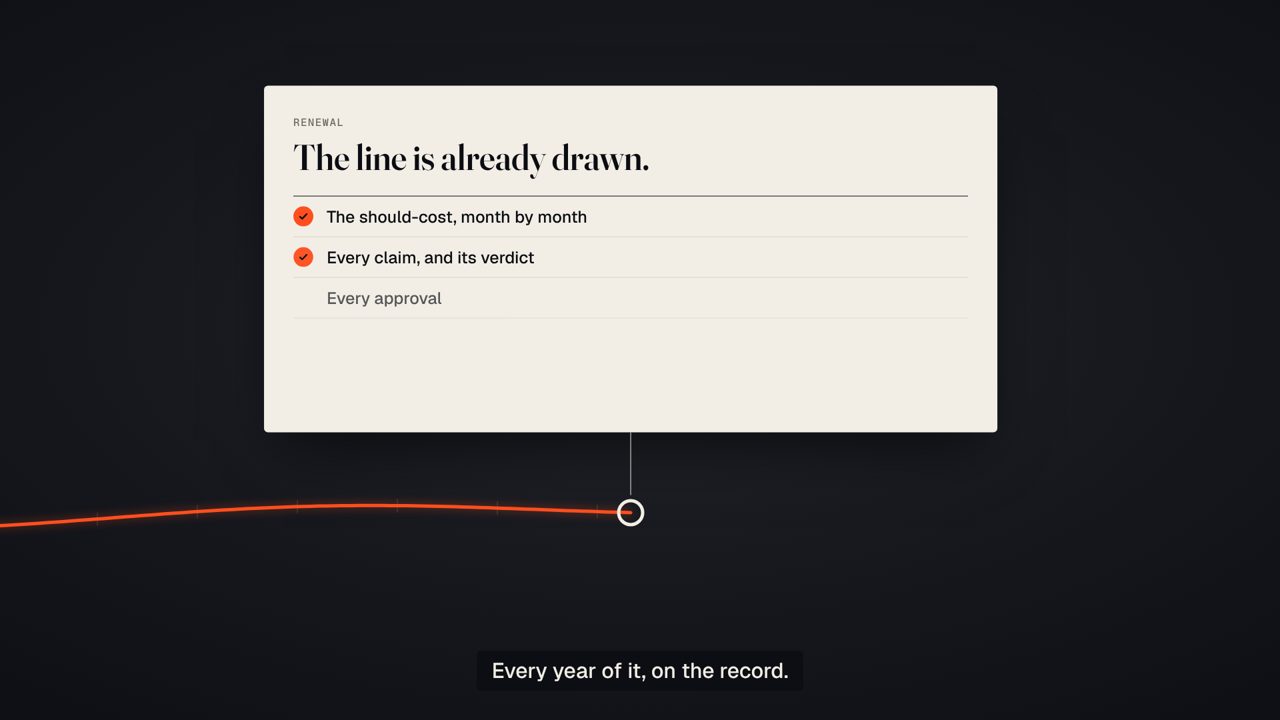 RENEWAL
The line is already drawn.
The should-cost, month by month
Every claim, and its verdict
Every approval
Every year of it, on the record.